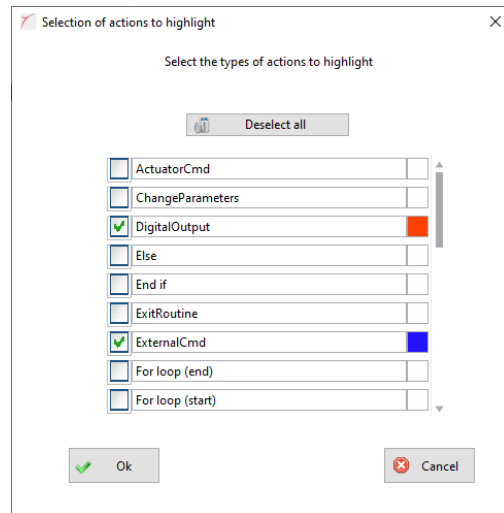 Selection of actions to highlight
Select the types of actions to highlight
Deselect all
ActuatorCmd
ChangeParameters
DigitalOutput
Else
End if
ExitRoutine
ExternalCmd
For loop (end)
For loop (start)
Ok
Cancel